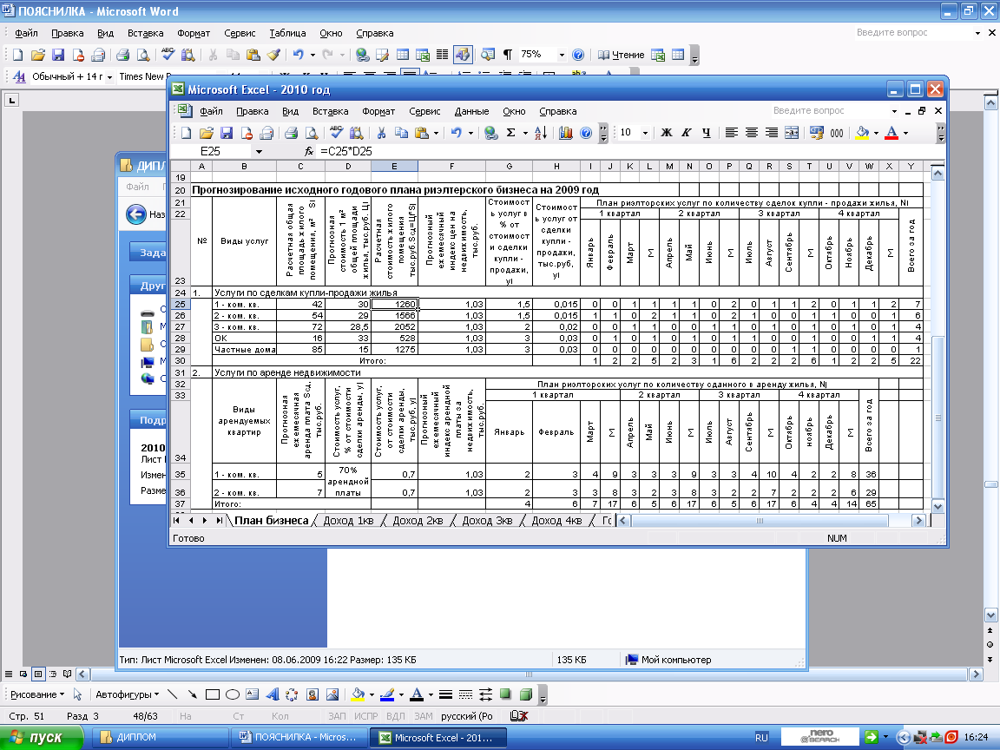 ПОЯСНИЛКА - Microsoft Word
Файл Правка Вид Вставка Формат Сервис Таблица Окно Справка Введите вопрос
75% Чтение
Обычный + 14 г Times New
Microsoft Excel - 2010 год
Файл Правка Вид Вставка Формат Сервис Данные Окно Справка Введите вопрос
10 Ж К Ч 000
E25 fx =C25*D25
A B C D E F G H I J K L M N O P Q R S T U V W X Y
19
20 Прогнозирование исходного годового плана риэлтерского бизнеса на 2009 год
21 План риэлторских услуг по количеству сделок купли - продажи жилья, Ni
22 1 квартал 2 квартал 3 квартал 4 квартал
23 № Виды услуг Расчетная общая площадь жилого помещения, м² Si Прогнозная стоимость 1 м² общей площади жилья, тыс.руб. Цi Расчетная стоимость жилого помещения тыс.руб.Sсд=Цi*Si Прогнозный ежемесячный индекс цен на недвижимость, тыс.руб. Стоимость услуг в % от стоимости сделки купли - продажи, yi Стоимость услуг от сделки купли - продажи, тыс.руб, yi Январь Февраль Март Σ Апрель Май Июнь Σ Июль Август Сентябрь Σ Октябрь Ноябрь Декабрь Σ Всего за год
24 1. Услуги по сделкам купли-продажи жилья
25 1 - ком. кв. 42 30 1260 1,03 1,5 0,015 0 0 1 1 1 1 0 2 0 1 1 2 0 1 1 2 7
26 2 - ком. кв. 54 29 1566 1,03 1,5 0,015 1 1 0 2 1 1 0 2 1 0 0 1 0 1 0 1 6
27 3 - ком. кв. 72 28,5 2052 1,03 2 0,02 0 0 1 1 0 0 1 1 1 0 0 1 0 0 1 1 4
28 ОК 16 33 528 1,03 3 0,03 0 1 0 1 0 1 0 1 0 1 0 1 1 0 0 1 4
29 Частные дома 85 15 1275 1,03 3 0,03 0 0 0 0 0 0 0 0 0 0 1 1 0 0 0 0 1
30 Итого: 1 2 2 5 2 3 1 6 2 2 2 6 1 2 2 5 22
31 2. Услуги по аренде недвижимости
32 План риэлторских услуг по количеству сданного в аренду жилья, Nj
33 1 квартал 2 квартал 3 квартал 4 квартал
34 Виды арендуемых квартир Прогнозная ежемесячная аренда плата Sсд, тыс.руб. Стоимость услуг, % от стоимости сделки аренды, yj Стоимость услуг, от стоимости сделки аренды, тыс.руб, yj Прогнозный ежемесячный индекс арендной платы за недвижимость, тыс.руб. Январь Февраль Март Σ Апрель Май Июнь Σ Июль Август Сентябрь Σ Октябрь ноябрь Декабрь Σ Всего за год
35 1 - ком. кв. 5 70% арендной платы 0,7 1,03 2 3 4 9 3 3 3 9 3 3 4 10 4 2 2 8 36
36 2 - ком. кв. 7 0,7 1,03 2 3 3 8 3 2 3 8 3 2 2 7 2 2 2 6 29
37 Итого: 4 6 7 17 6 5 6 17 6 5 6 17 6 4 4 14 65
План бизнеса Доход 1кв Доход 2кв Доход 3кв Доход 4кв
Готово NUM
Тип: Лист Microsoft Excel Изменен: 08.06.2009 16:22 Размер: 135 КБ 135 КБ Мой компьютер
Рисование Автофигуры
Стр. 51 Разд 3 48/63 На Ст Кол ЗАП ИСПР ВДЛ ЗАМ русский (Ро
пуск ДИПЛОМ ПОЯСНИЛКА - Micros... Microsoft Excel - 201... RU nero SEARCH 16:24